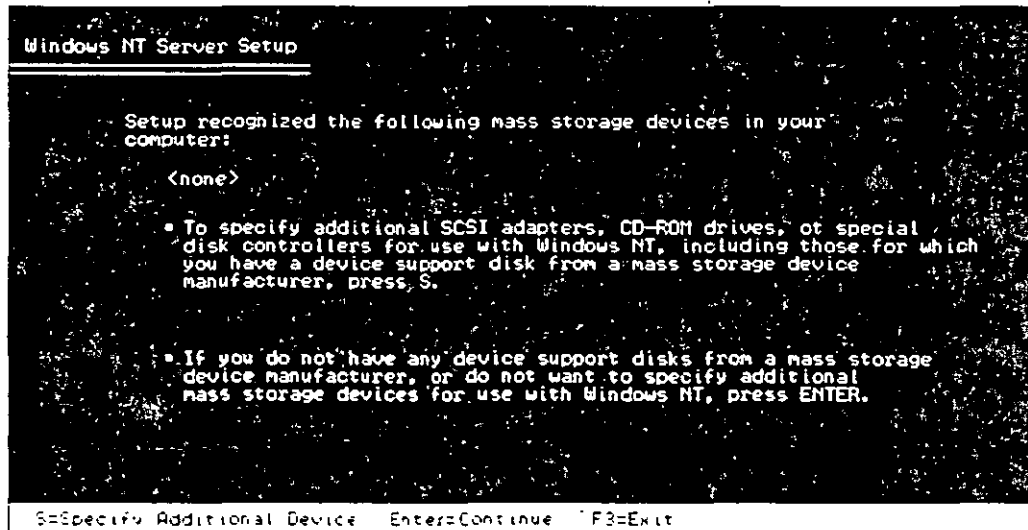 Windows NT Server Setup
Setup recognized the following mass storage devices in your
computer:
<none>
• To specify additional SCSI adapters, CD-ROM drives, ot special
disk controllers for use with Windows NT, including those for which
you have a device support disk from a mass storage device
manufacturer, press S.
• If you do not have any device support disks from a mass storage
device manufacturer, or do not want to specify additional
mass storage devices for use with Windows NT, press ENTER.
S=Specify Additional Device Enter=Continue F3=Exit